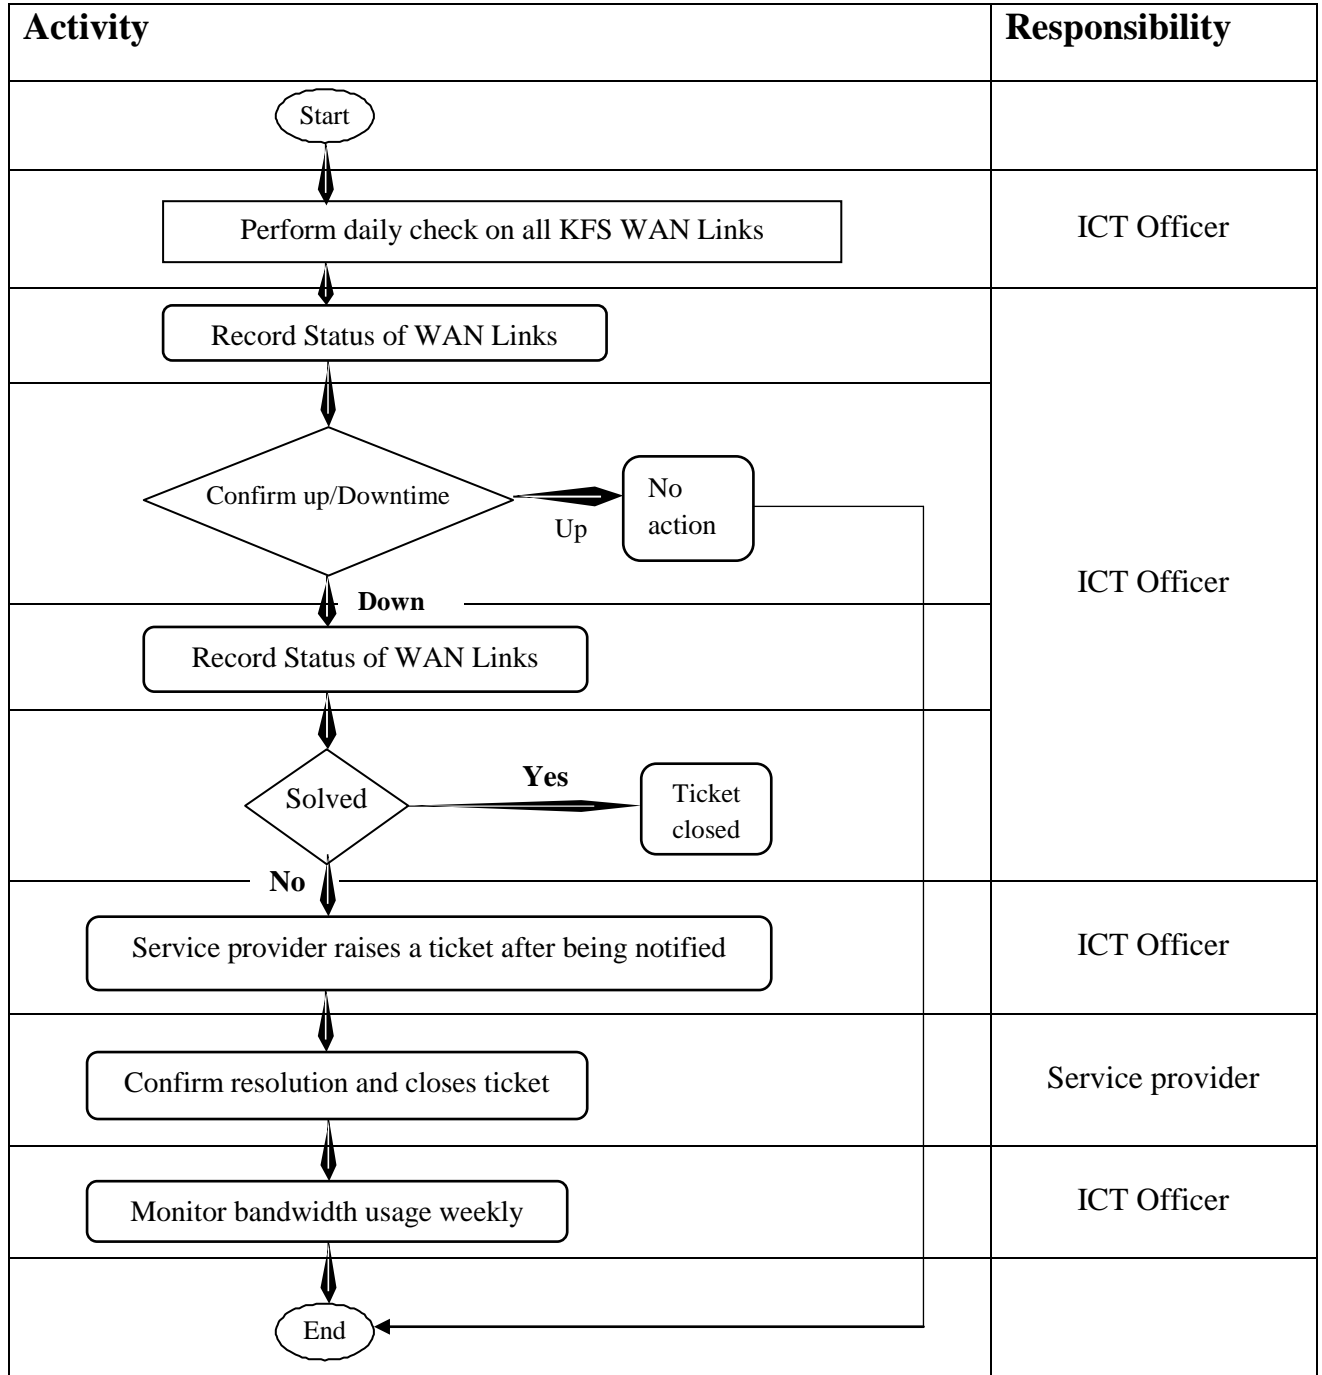 Activity
Responsibility
Start
Perform daily check on all KFS WAN Links
ICT Officer
Record Status of WAN Links
Confirm up/Downtime
Up
No
action
ICT Officer
Down
Record Status of WAN Links
Solved
Yes
Ticket
closed
No
Service provider raises a ticket after being notified
ICT Officer
Confirm resolution and closes ticket
Service provider
Monitor bandwidth usage weekly
ICT Officer
End